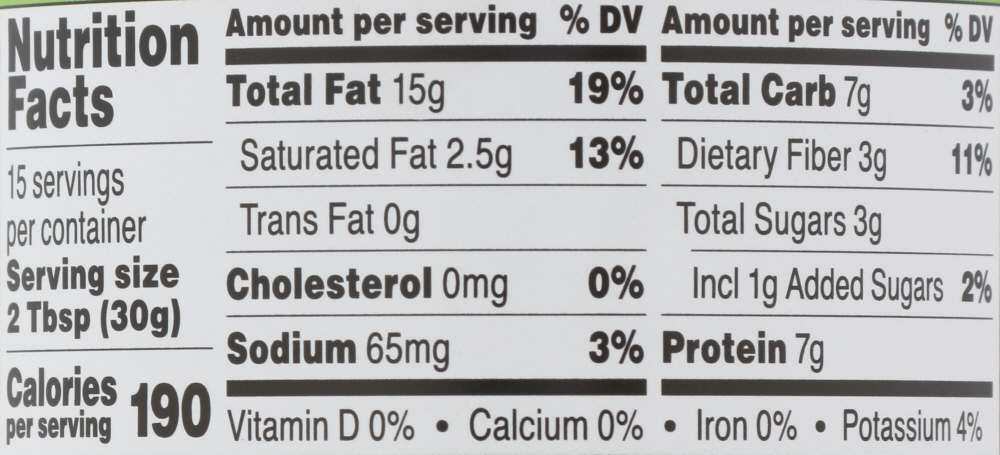 Nutrition
Facts
15 servings
per container
Serving size
2 Tbsp (30g)
Calories
per serving 190
Amount per serving % DV
Total Fat 15g 19%
Saturated Fat 2.5g 13%
Trans Fat 0g
Cholesterol 0mg 0%
Sodium 65mg 3%
Amount per serving % DV
Total Carb 7g 3%
Dietary Fiber 3g 11%
Total Sugars 3g
Incl 1g Added Sugars 2%
Protein 7g
Vitamin D 0% • Calcium 0% • Iron 0% • Potassium 4%